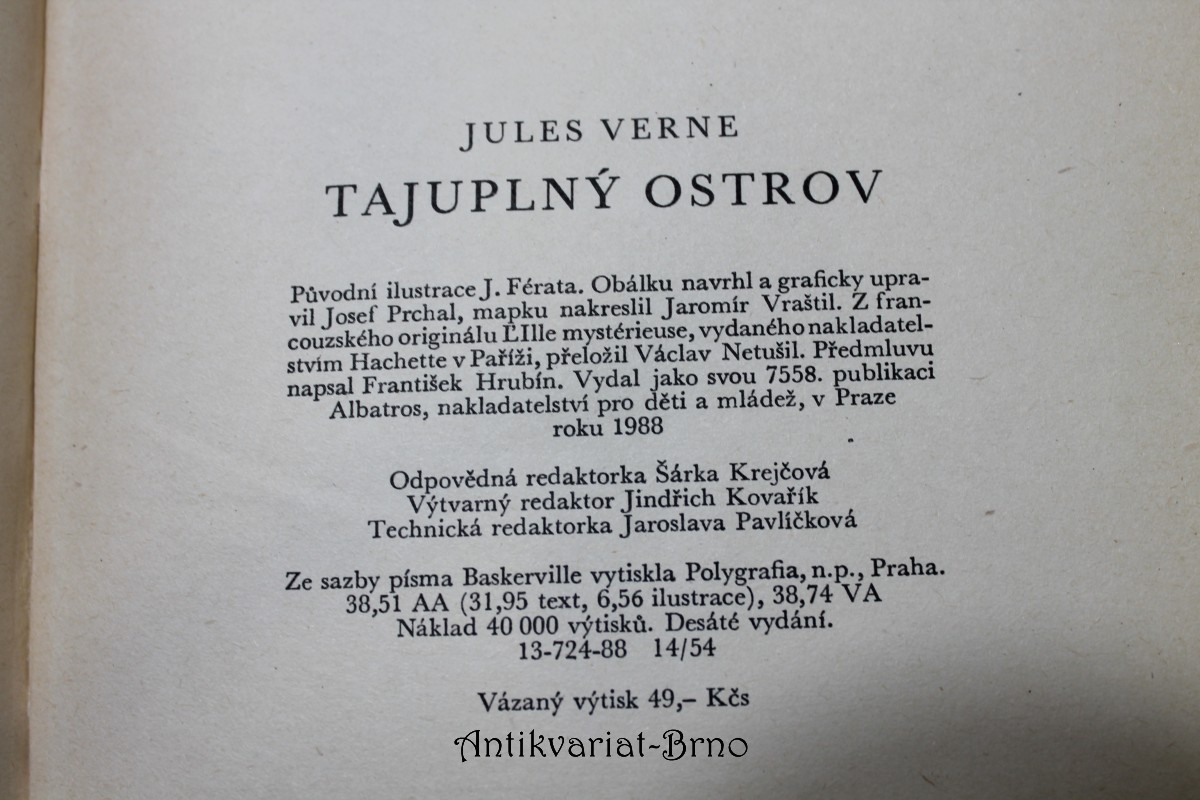 JULES VERNE
TAJUPLNÝ OSTROV
Původní ilustrace J. Férata. Obálku navrhl a graficky upra-
vil Josef Prchal, mapku nakreslil Jaromír Vraštil. Z fran-
couzského originálu ĽIlle mystérieuse, vydaného nakladatel-
stvím Hachette v Paříži, přeložil Václav Netušil. Předmluvu
napsal František Hrubín. Vydal jako svou 7558. publikaci
Albatros, nakladatelství pro děti a mládež, v Praze
roku 1988
Odpovědná redaktorka Šárka Krejčová
Výtvarný redaktor Jindřich Kovařík
Technická redaktorka Jaroslava Pavlíčková
Ze sazby písma Baskerville vytiskla Polygrafia, n.p., Praha.
38,51 AA (31,95 text, 6,56 ilustrace), 38,74 VA
Náklad 40 000 výtisků. Desáté vydání.
13-724-88 14/54
Vázaný výtisk 49,– Kčs
Antikvariat-Brno